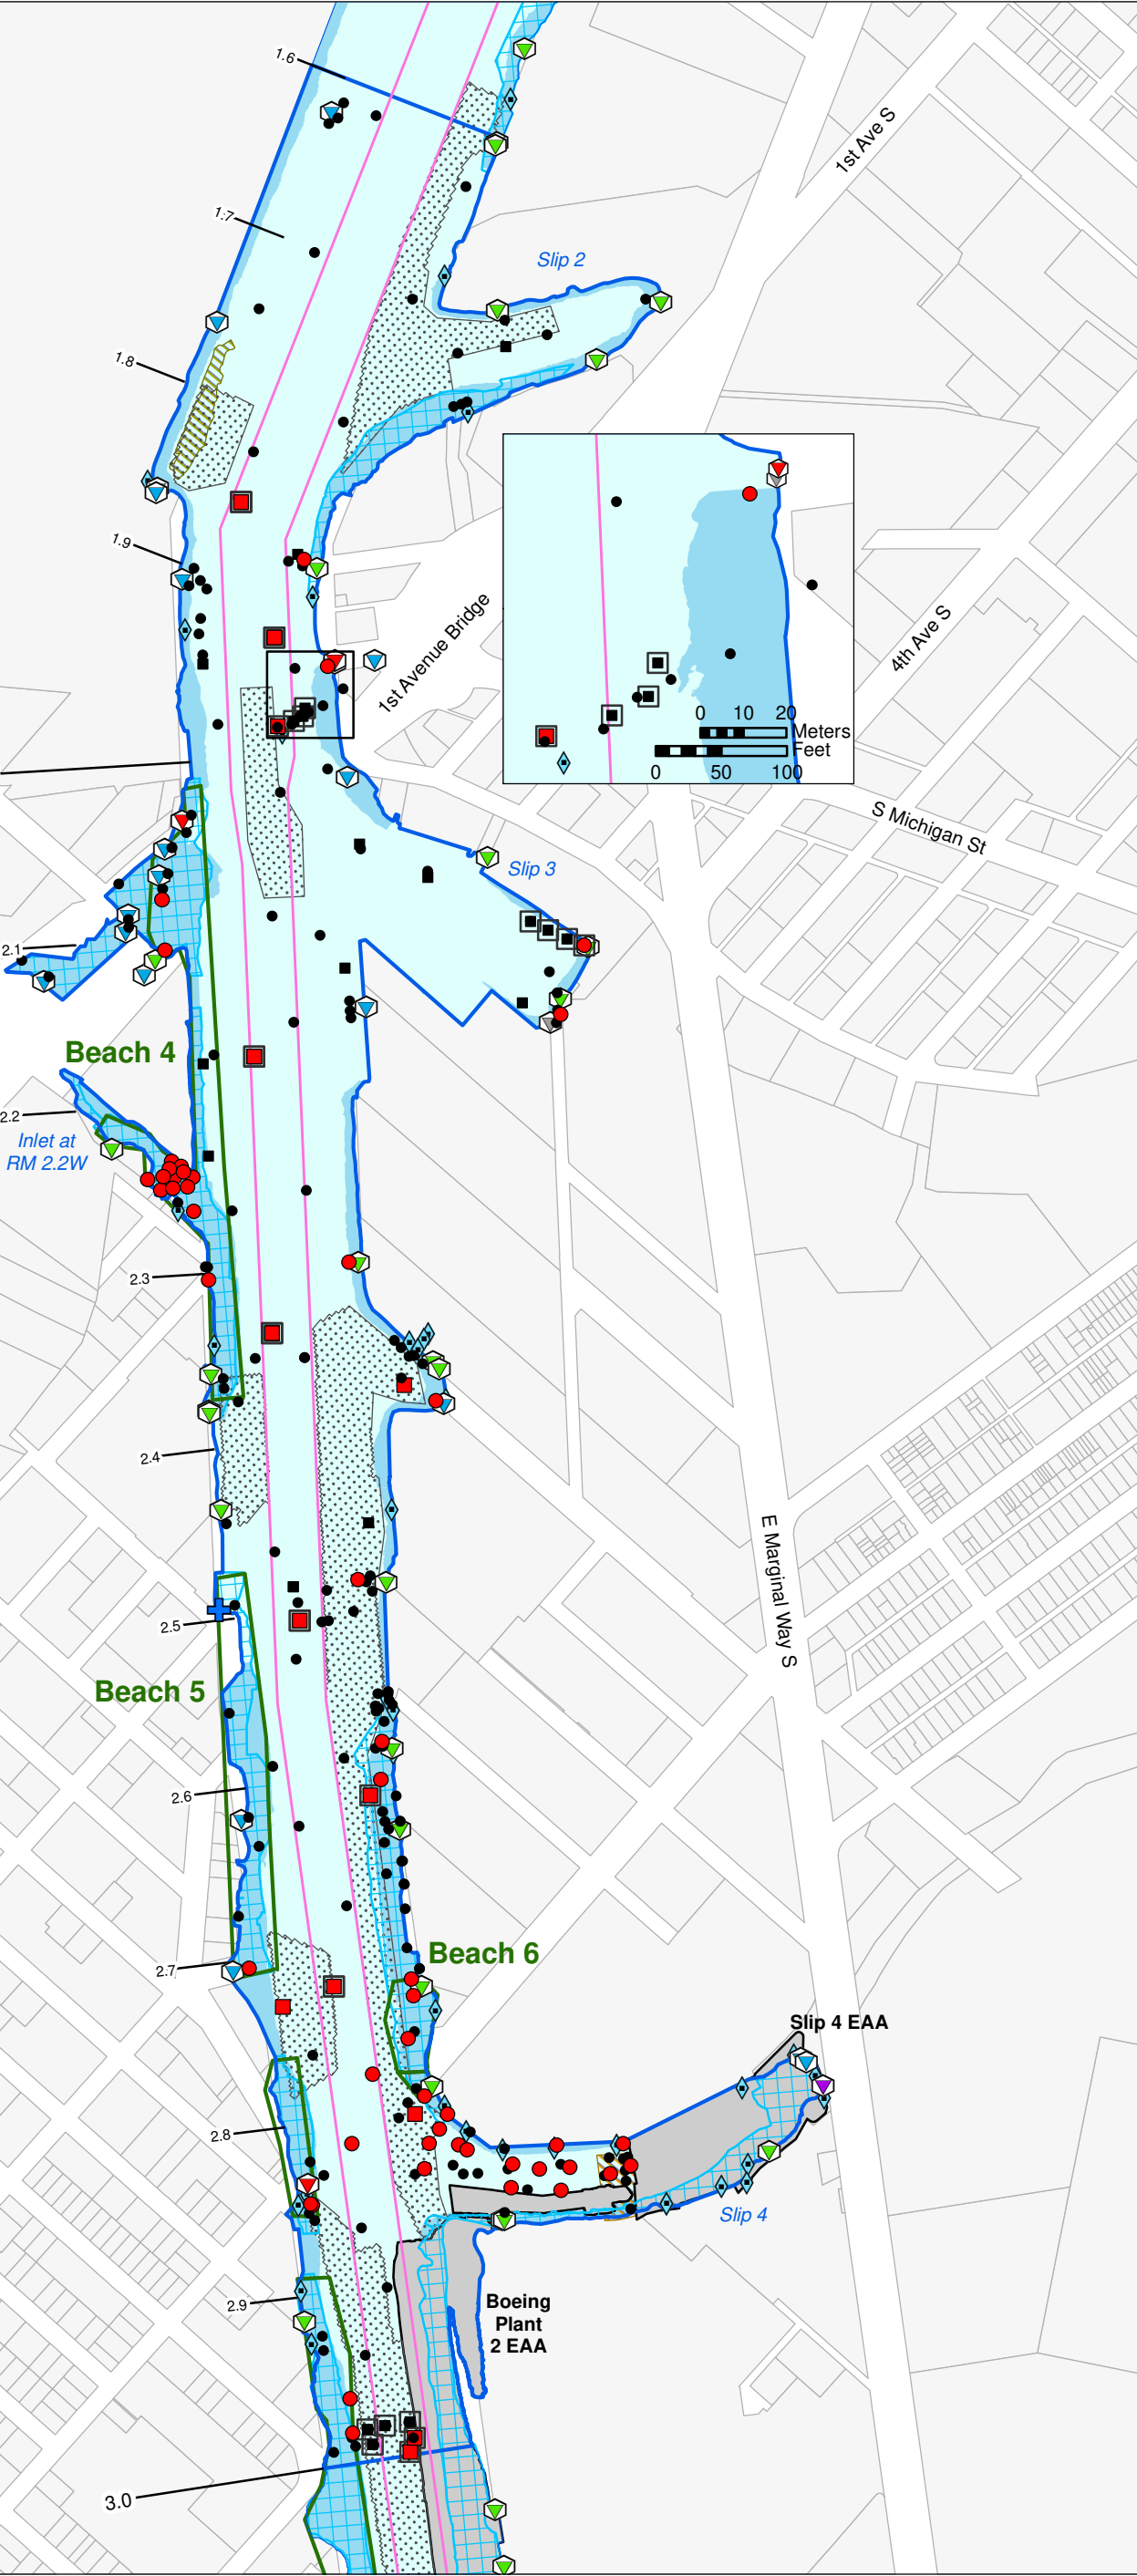 1.6
1st Ave S
1.7
Slip 2
1.8
1.9
1st Avenue Bridge
4th Ave S
0 10 20
Meters
Feet
0 50 100
S Michigan St
Slip 3
2.1
Beach 4
2.2
Inlet at
RM 2.2W
2.3
2.4
E Marginal Way S
2.5
Beach 5
2.6
Beach 6
2.7
Slip 4 EAA
2.8
Slip 4
2.9
Boeing
Plant
2 EAA
3.0